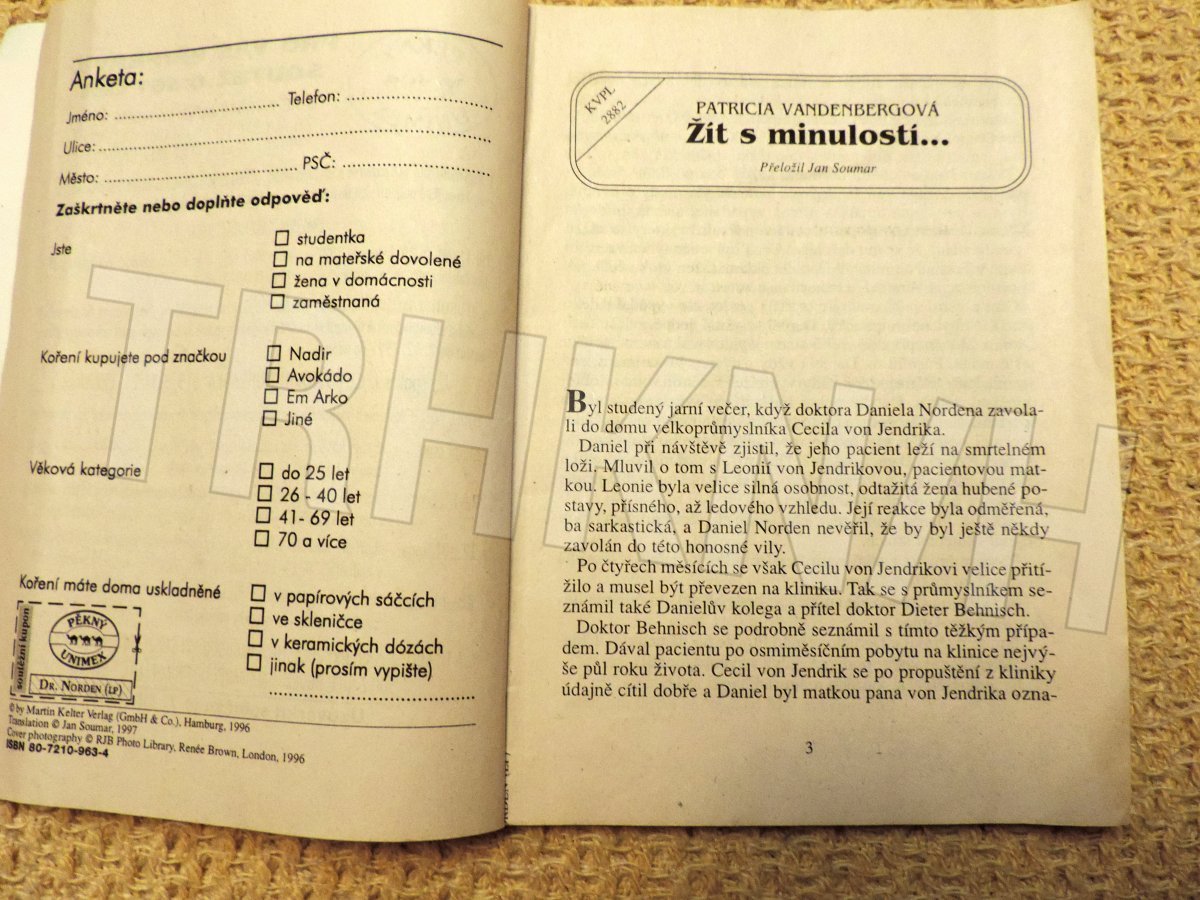 Anketa:
Jméno: Telefon:
Ulice:
Město: PSČ:
Zaškrtněte nebo doplňte odpověď:
Jste
studentka
na mateřské dovolené
žena v domácnosti
zaměstnaná
Koření kupujete pod značkou
Nadir
Avokádo
Em Arko
Jiné
Věková kategorie
do 25 let
26 - 40 let
41- 69 let
70 a více
Koření máte doma uskladněné
v papírových sáčcích
ve skleničce
v keramických dózách
jinak (prosím vypište)
soutěžní kupon
PĚKNÝ
UNIMEX
DR. NORDEN (LF)
© by Martin Kelter Verlag (GmbH & Co.), Hamburg, 1996
Translation © Jan Soumar, 1997
Cover photography © RJB Photo Library, Renée Brown, London, 1996
ISBN 80-7210-963-4
KVPL
2882
PATRICIA VANDENBERGOVÁ
Žít s minulostí...
Přeložil Jan Soumar
Byl studený jarní večer, když doktora Daniela Nordena zavola-
li do domu velkoprůmyslníka Cecila von Jendrika.
Daniel při návštěvě zjistil, že jeho pacient leží na smrtelném
loži. Mluvil o tom s Leonií von Jendrikovou, pacientovou mat-
kou. Leonie byla velice silná osobnost, odtažitá žena hubené po-
stavy, přísného, až ledového vzhledu. Její reakce byla odměřená,
ba sarkastická, a Daniel Norden nevěřil, že by byl ještě někdy
zavolán do této honosné vily.
Po čtyřech měsících se však Cecilu von Jendrikovi velice přití-
žilo a musel být převezen na kliniku. Tak se s průmyslníkem se-
známil také Danielův kolega a přítel doktor Dieter Behnisch.
Doktor Behnisch se podrobně seznámil s tímto těžkým přípa-
dem. Dával pacientu po osmiměsíčním pobytu na klinice nejvý-
še půl roku života. Cecil von Jendrik se po propuštění z kliniky
údajně cítil dobře a Daniel byl matkou pana von Jendrika ozna-
3
TRHKNIH